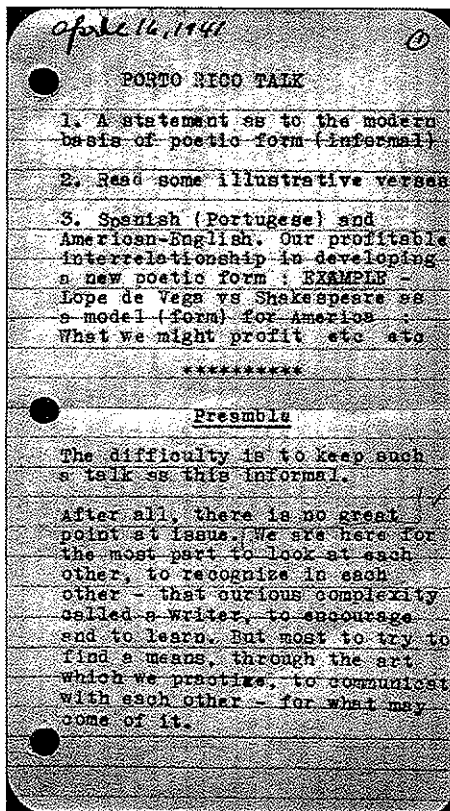 April 16, 1941
1
PORTO RICO TALK
1. A statement as to the modern
basis of poetic form (informal)
2. Read some illustrative verses
3. Spanish (Portugese) and
American-English. Our profitable
interrelationship in developing
a new poetic form : EXAMPLE -
Lope de Vega vs Shakespeare as
a model (form) for America :
What we might profit etc etc
**********
Preamble
The difficulty is to keep such
a talk as this informal.
After all, there is no great
point at issue. We are here for
the most part to look at each
other, to recognize in each
other - that curious complexity
called a writer, to encourage
and to learn. But most to try to
find a means, through the art
which we practise, to communicat
with each other - for what may
come of it.